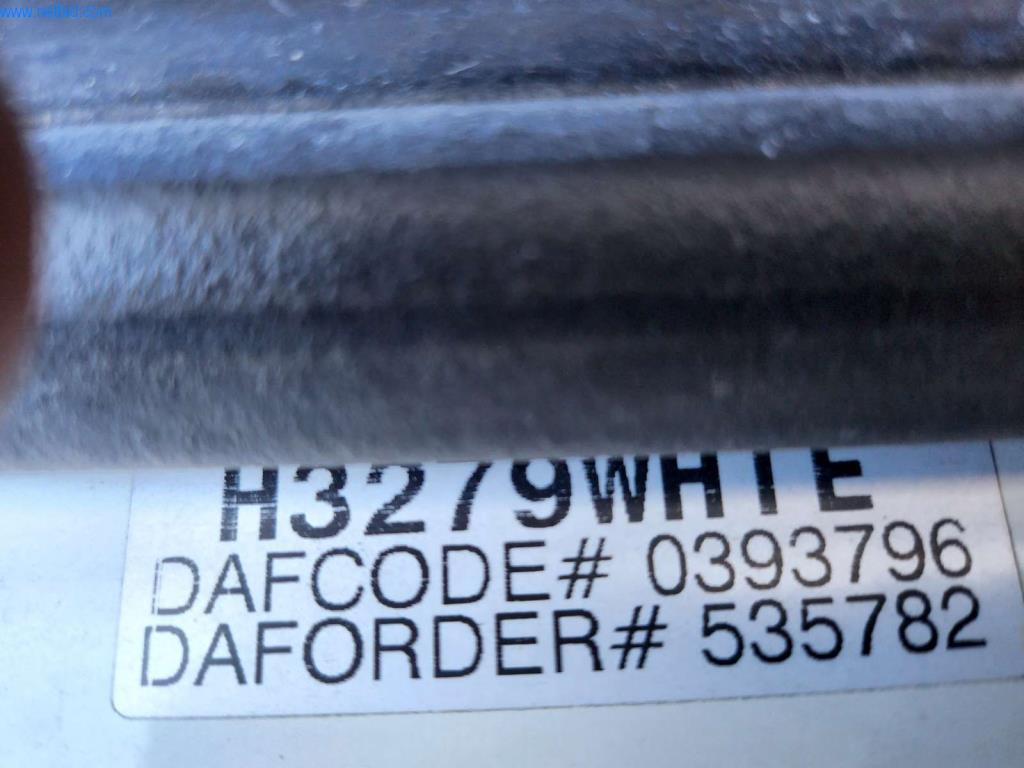 www.netbid.com
H3279WHTE
DAFCODE# 0393796
DAFORDER# 535782